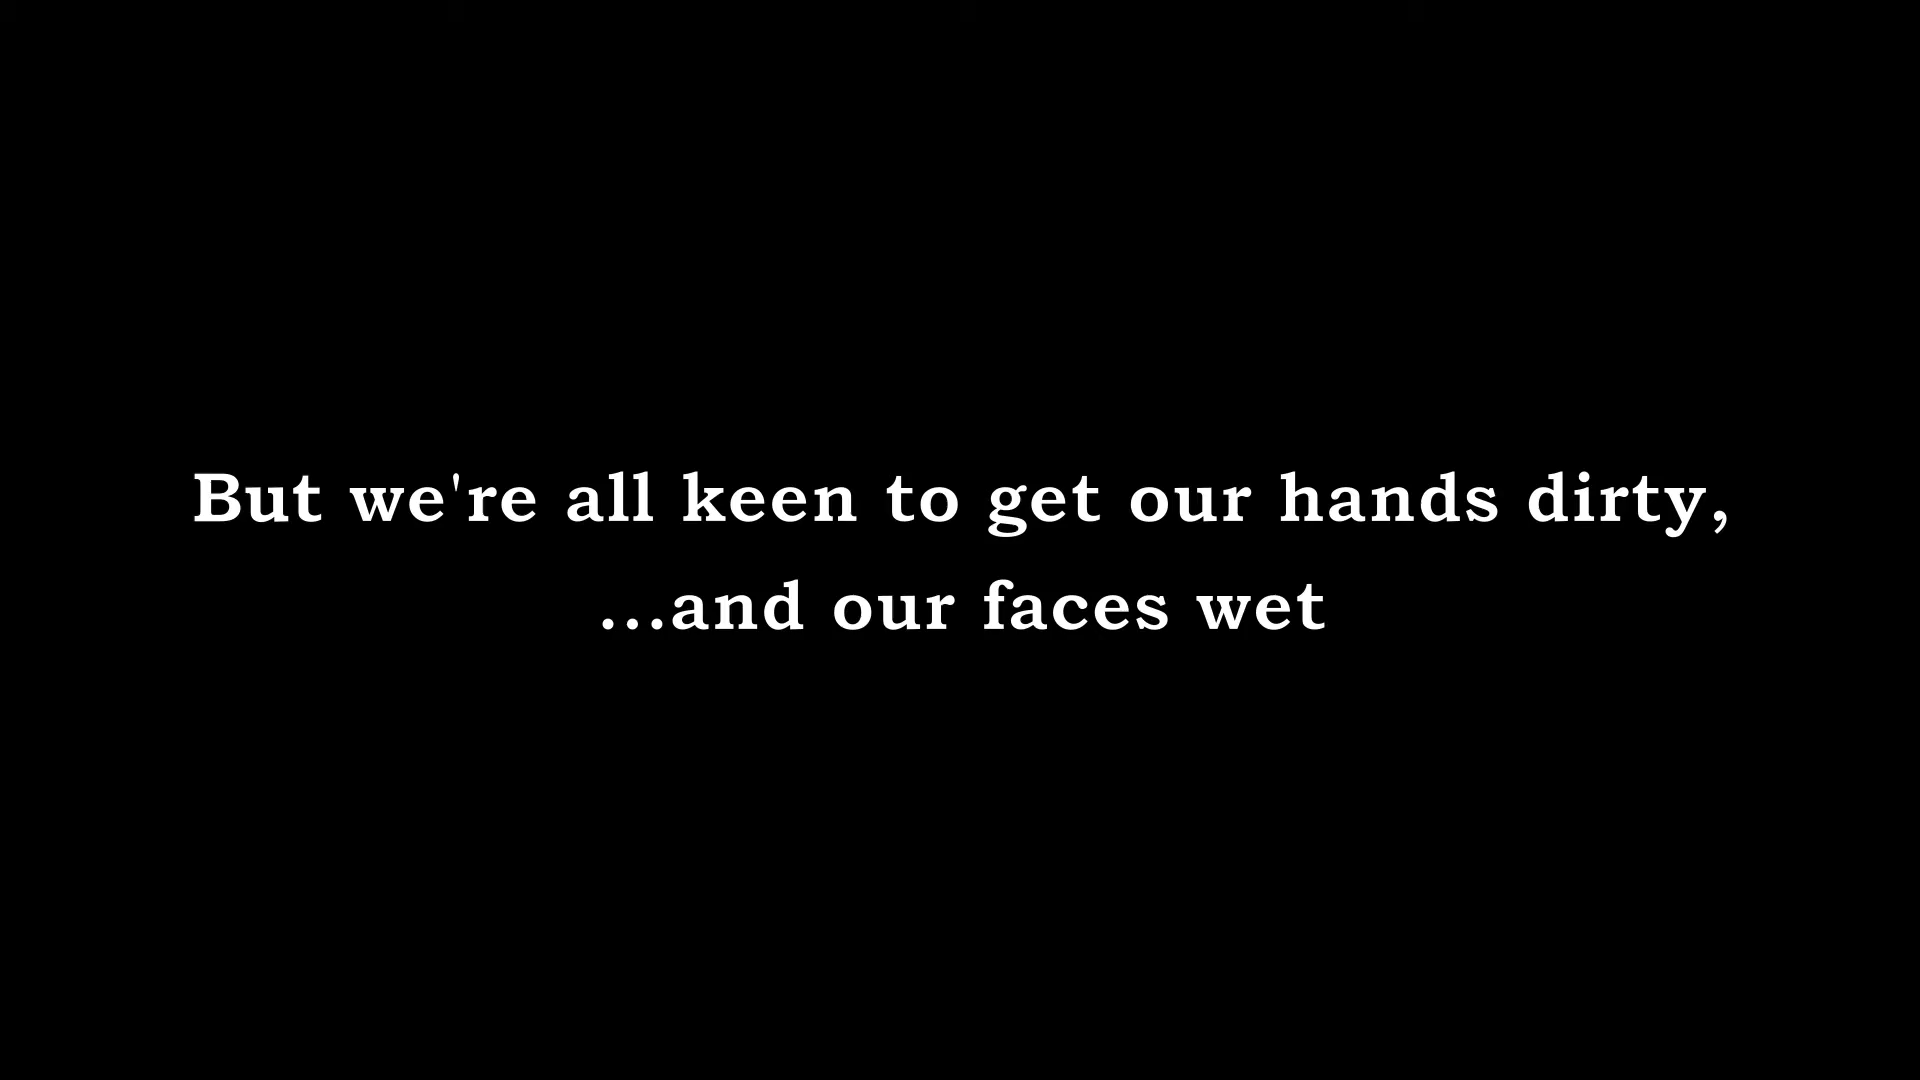 But we're all keen to get our hands dirty,
...and our faces wet